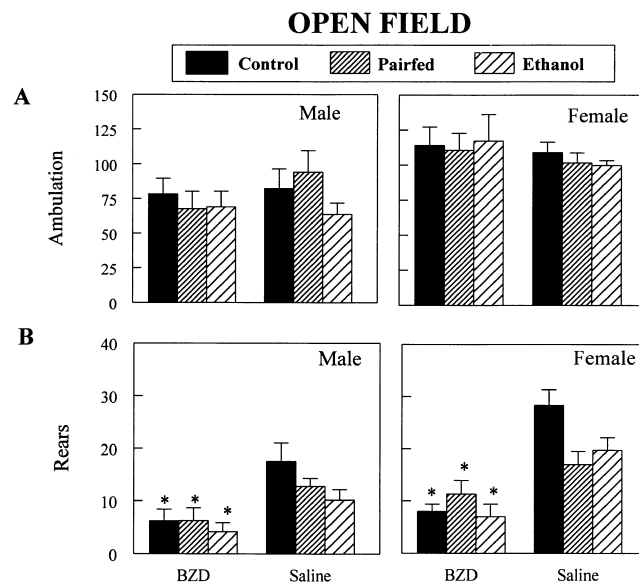 OPEN FIELD
Control Pairfed Ethanol
A
150
125
100
75
50
25
0
Ambulation
Male
Female
B
40
30
20
10
0
Rears
Male
Female
* * *
* * *
BZD Saline BZD Saline